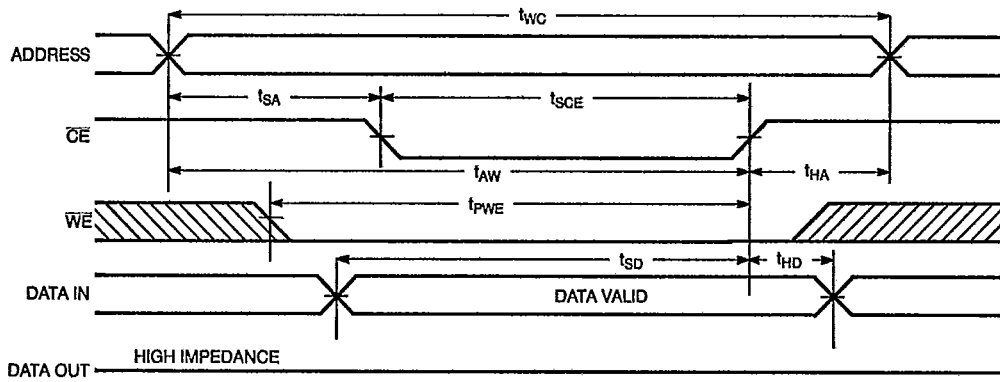 tWC
ADDRESS
tSA
tSCE
CE
tAW
tHA
tPWE
WE
tSD
tHD
DATA IN
DATA VALID
HIGH IMPEDANCE
DATA OUT